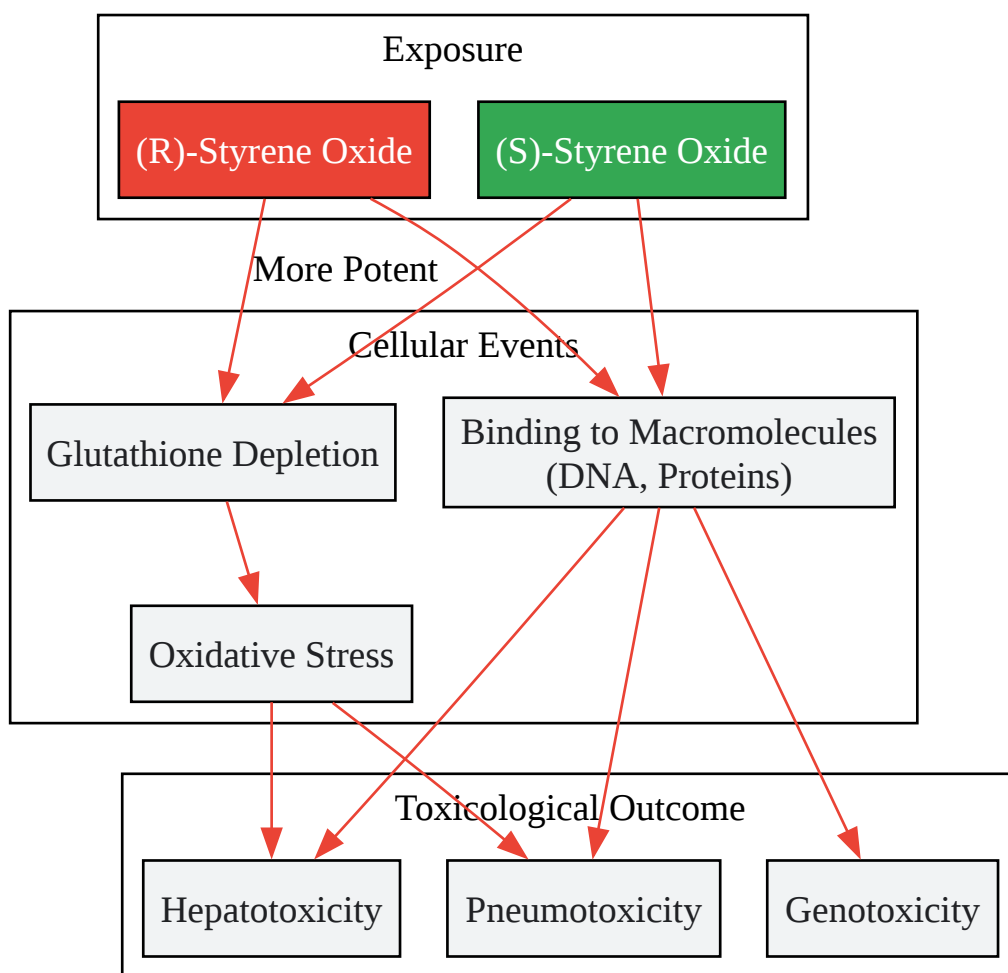 Exposure
(R)-Styrene Oxide
(S)-Styrene Oxide
More Potent
Cellular Events
Glutathione Depletion
Binding to Macromolecules
(DNA, Proteins)
Oxidative Stress
Toxicological Outcome
Hepatotoxicity
Pneumotoxicity
Genotoxicity